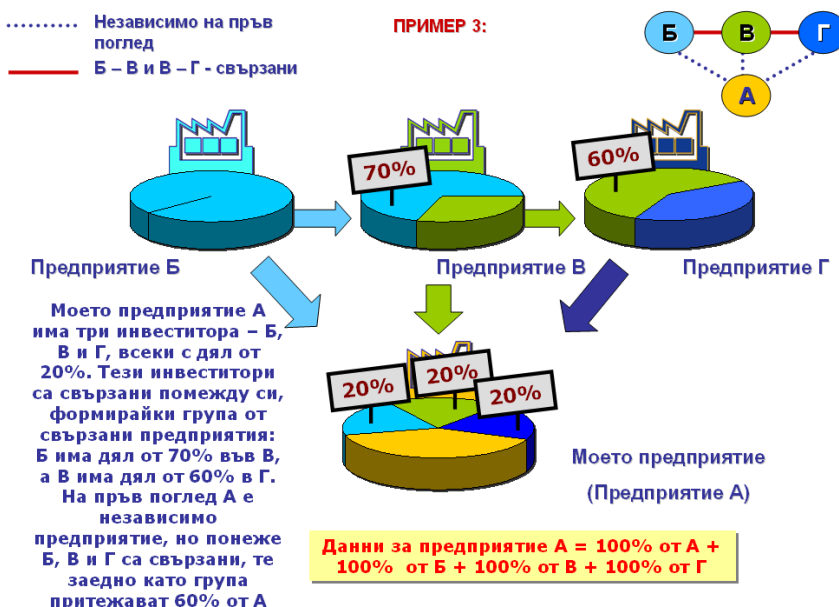 Независимо на пръв
поглед
Б – В и В – Г - свързани
ПРИМЕР 3:
Б
В
Г
А
70%
60%
Предприятие Б
Предприятие В
Предприятие Г
Моето предприятие А
има три инвеститора – Б,
В и Г, всеки с дял от
20%. Тези инвеститори
са свързани помежду си,
формирайки група от
свързани предприятия:
Б има дял от 70% във В,
а В има дял от 60% в Г.
На пръв поглед А е
независимо
предприятие, но понеже
Б, В и Г са свързани, те
заедно като група
притежават 60% от А
20%
20%
20%
Моето предприятие
(Предприятие А)
Данни за предприятие А = 100% от А +
100% от Б + 100% от В + 100% от Г